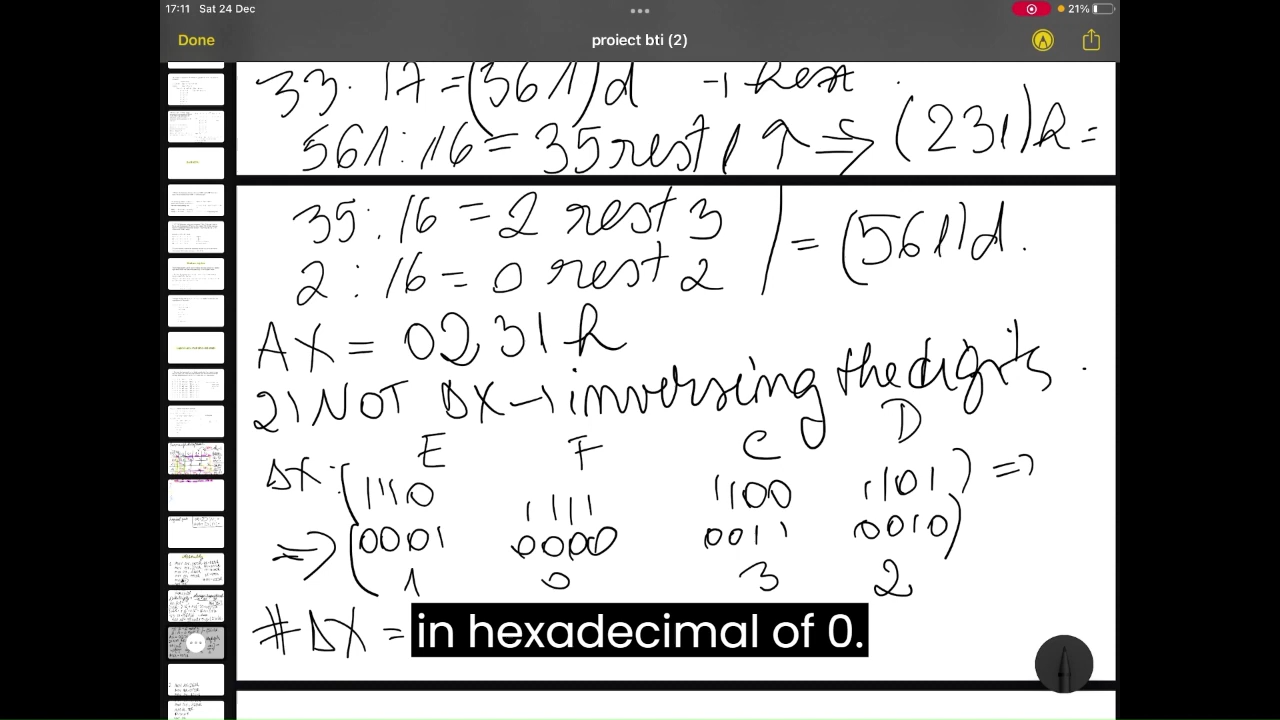 17:11 Sat 24 Dec
21%
Done
proiect bti (2)
33 · 17 = (561)d → hex
561 : 16 = 35 rest 1 ↑ => (231)h =
35 : 16 = 2 rest 3
= (561)d.
2 : 16 = 0 rest 2
AX = 0231h
2) NOT DX → inversing the digits.
E F C D
DX: (1110 1111 1100 1101) =>
=> (0001 0000 0011 0010)
( 1 0 3 2
# DX =
in hexadecimal of 0.